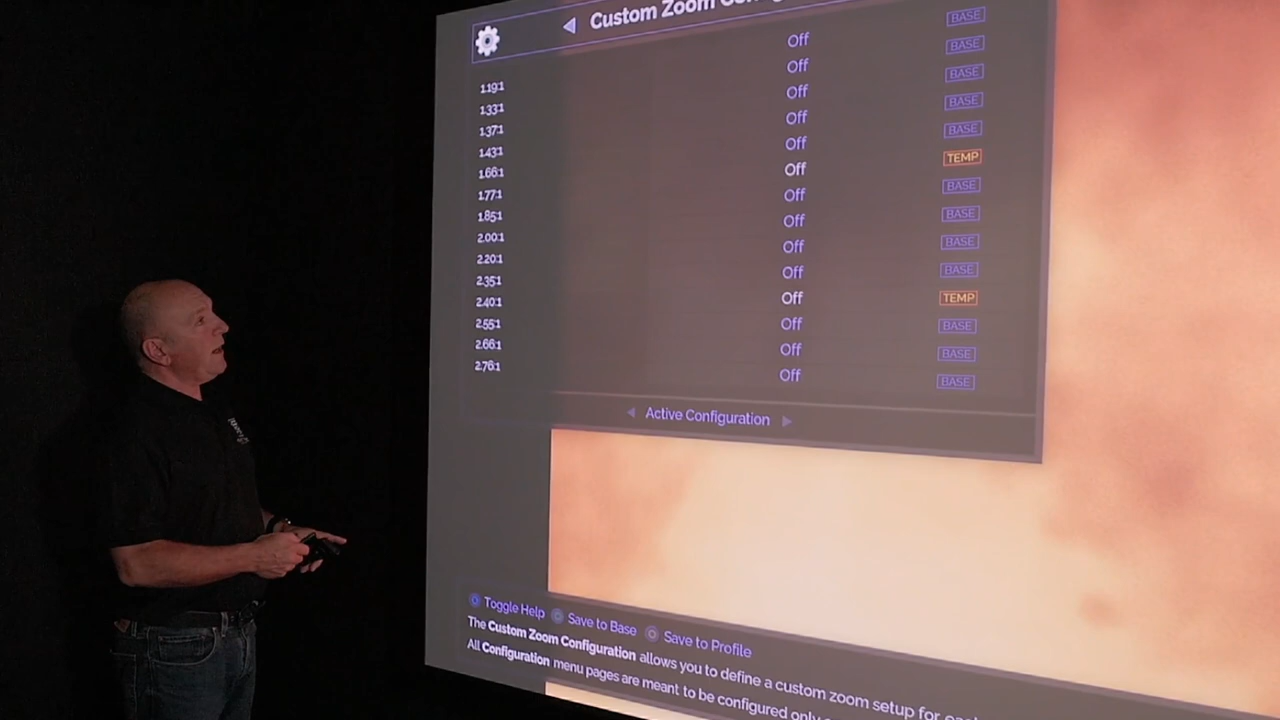 Custom Zoom
1.19:1 Off BASE
1.33:1 Off BASE
1.37:1 Off BASE
1.43:1 Off BASE
1.66:1 Off BASE
1.77:1 Off TEMP
1.85:1 Off BASE
2.00:1 Off BASE
2.20:1 Off BASE
2.35:1 Off BASE
2.40:1 Off TEMP
2.55:1 Off BASE
2.66:1 Off BASE
2.76:1 Off BASE
Active Configuration
Toggle Help Save to Base Save to Profile
The Custom Zoom Configuration allows you to define a custom zoom setup for
All Configuration menu pages are meant to be configured only